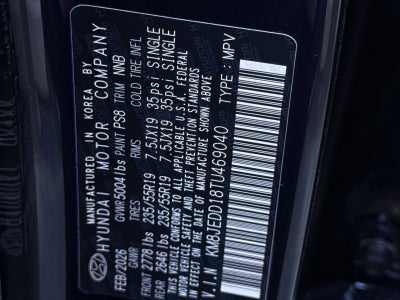 MANUFACTURED IN KOREA BY
HYUNDAI MOTOR COMPANY
GVWR 5004 lbs PAINT PS8 TRIM NNB
FEB/2026 GAWR TIRES RIMS COLD TIRE INFL
FRONT 2778 lbs 235/55R19 7.5JX19 35psi SINGLE
REAR 2646 lbs 235/55R19 7.5JX19 35psi SINGLE
THIS VEHICLE CONFORMS TO ALL APPLICABLE U.S. FEDERAL
MOTOR VEHICLE SAFETY AND THEFT PREVENTION STANDARDS
IN EFFECT ON THE DATE OF MANUFACTURE SHOWN ABOVE
V.I.N KM8JEDD18TU469040 TYPE : MPV